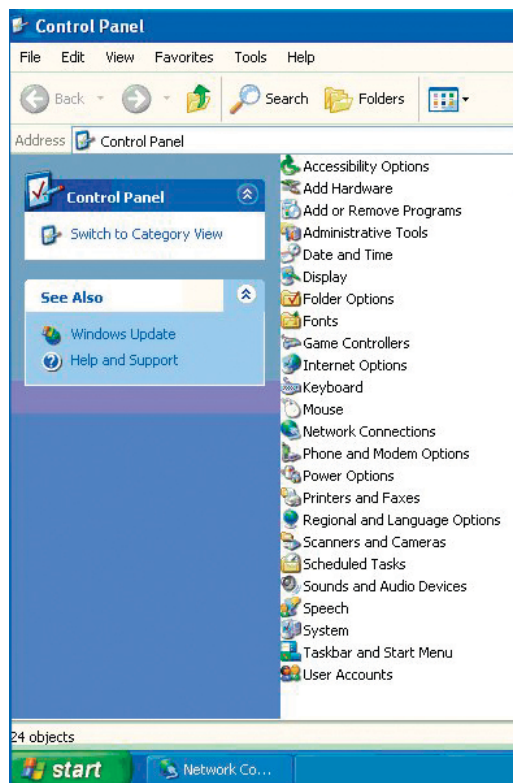 Control Panel
File Edit View Favorites Tools Help
Back Search Folders
Address Control Panel
Control Panel
Switch to Category View
See Also
Windows Update
Help and Support
Accessibility Options
Add Hardware
Add or Remove Programs
Administrative Tools
Date and Time
Display
Folder Options
Fonts
Game Controllers
Internet Options
Keyboard
Mouse
Network Connections
Phone and Modem Options
Power Options
Printers and Faxes
Regional and Language Options
Scanners and Cameras
Scheduled Tasks
Sounds and Audio Devices
Speech
System
Taskbar and Start Menu
User Accounts
24 objects
start Network Co...